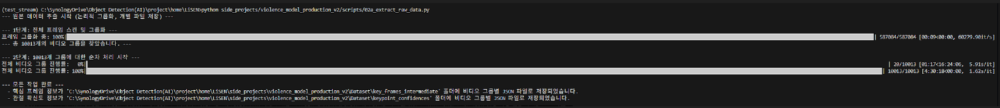 (test_stream) C:\SynologyDrive\Object Detection(AI)\project\home\LiSEN>python side_projects/violence_model_production_v2/scripts/02a_extract_raw_data.py
--- 원본 데이터 추출 시작 (논리적 그룹화, 개별 파일 저장) ---
--- 1단계: 전체 프레임 스캔 및 그룹화 ---
프레임 그룹화 중: 100%| | 587084/587084 [00:09<00:00, 60279.90it/s]
--- 총 10013개의 비디오 그룹을 찾았습니다. ---
--- 2단계: 10013개 그룹에 대한 순차 처리 시작 ---
전체 비디오 그룹 진행률: 0%| | 20/10013 [01:17<16:24:06, 5.91s/it]
전체 비디오 그룹 진행률: 100%| | 10013/10013 [4:30:18<00:00, 1.62s/it]
--- 모든 작업 완료 ---
- 핵심 프레임 정보가 'C:\SynologyDrive\Object Detection(AI)\project\home\LiSEN\side_projects\violence_model_production_v2\Dataset\key_frames_intermediate' 폴더에 비디오 그룹별 JSON 파일로 저장되었습니다.
- 관절 확신도 정보가 'C:\SynologyDrive\Object Detection(AI)\project\home\LiSEN\side_projects\violence_model_production_v2\Dataset\keypoint_confidences' 폴더에 비디오 그룹별 JSON 파일로 저장되었습니다.